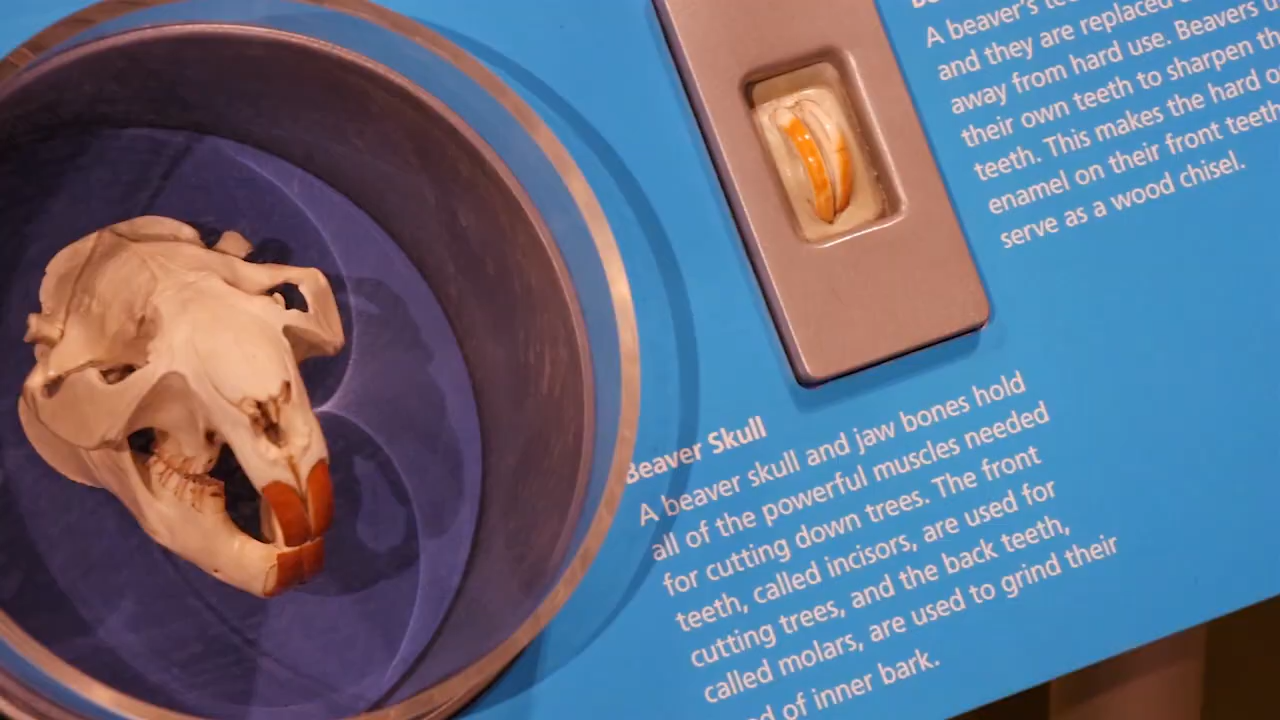 A beaver's
and they are replaced
away from hard use. Beavers
their own teeth to sharpen
teeth. This makes the hard
enamel on their front teeth
serve as a wood chisel.
Beaver Skull
A beaver skull and jaw bones hold
all of the powerful muscles needed
for cutting down trees. The front
teeth, called incisors, are used for
cutting trees, and the back teeth,
called molars, are used to grind their
of inner bark.